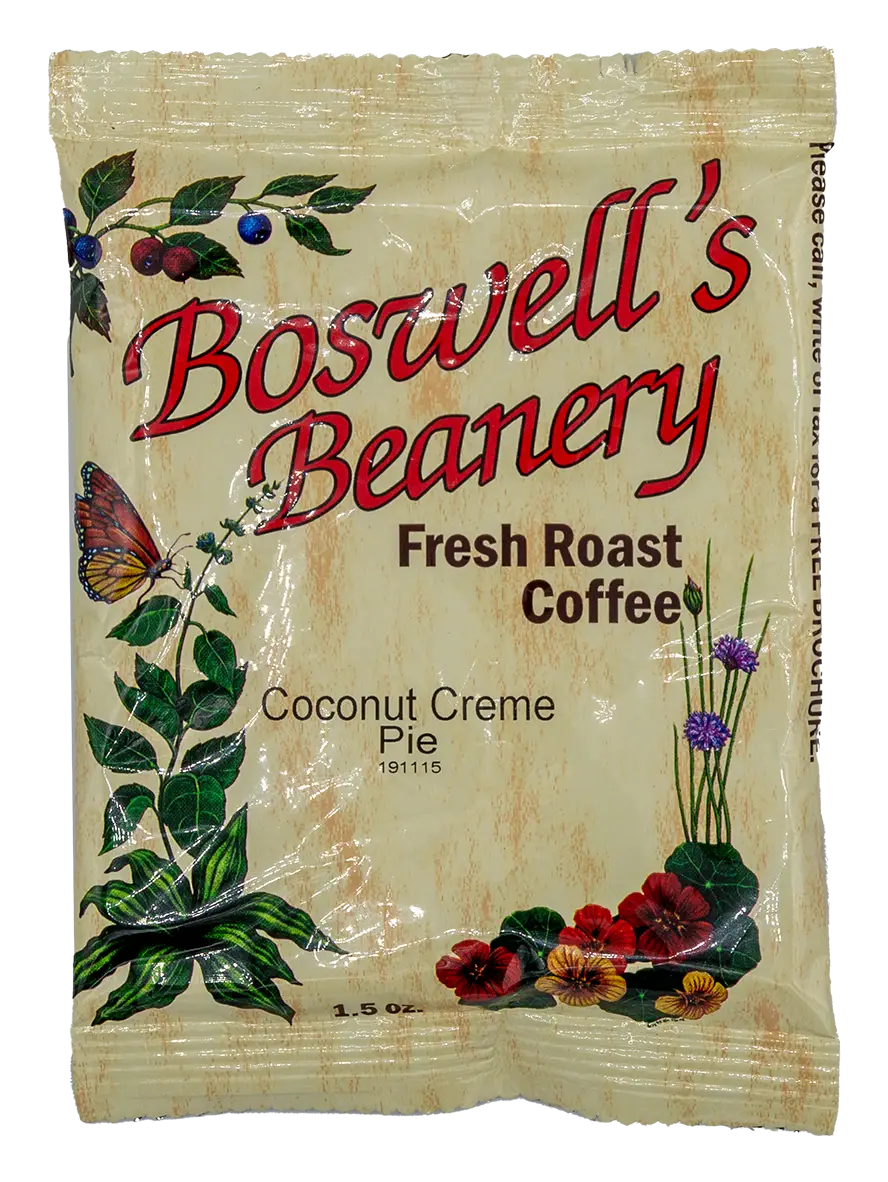 Boswell's
Beanery
Fresh Roast
Coffee
Coconut Creme
Pie
191115
1.5 oz.
Please call, write or fax for a FREE BROCHURE.